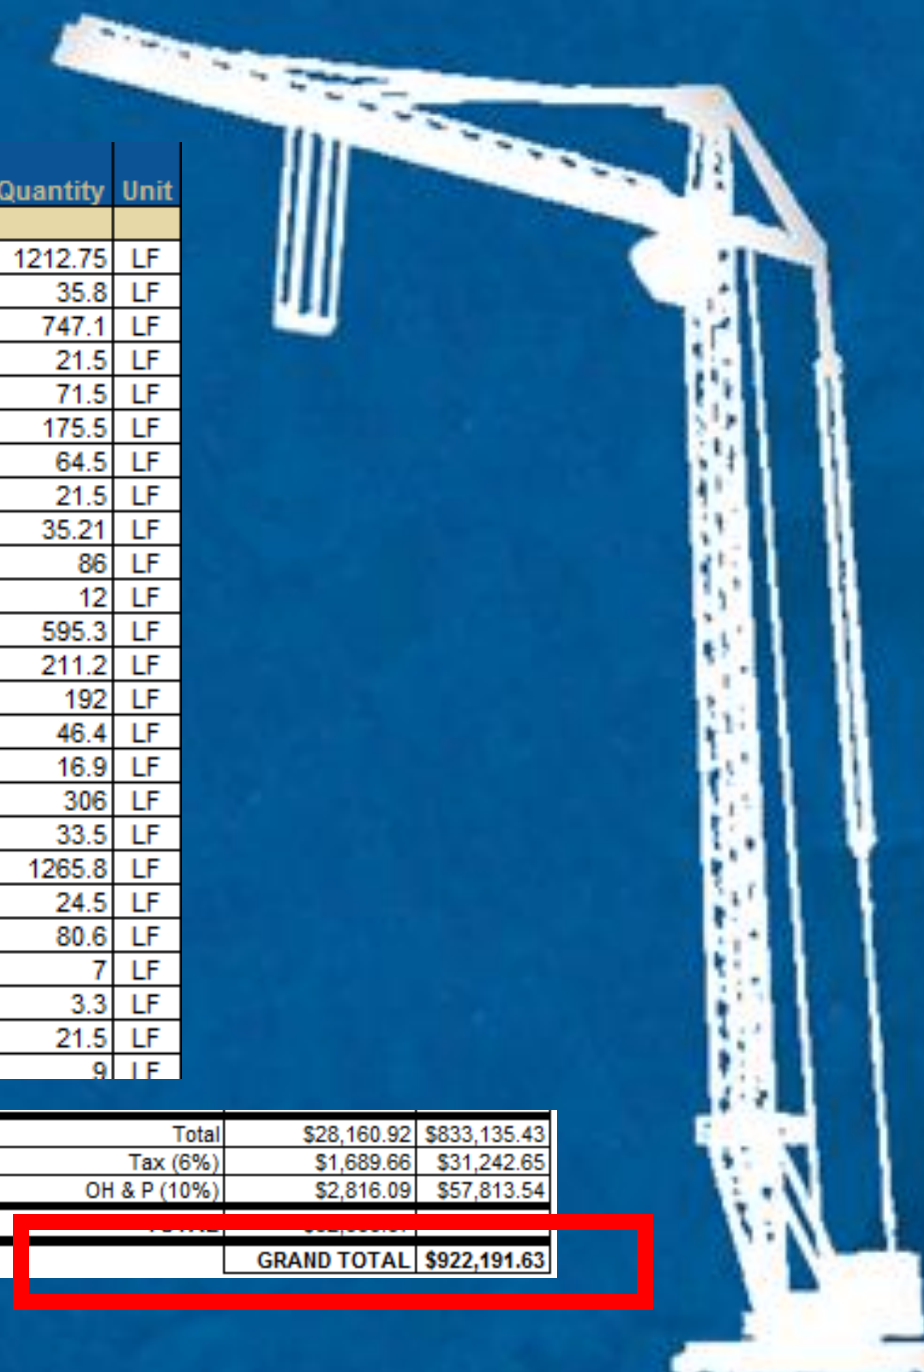 Quantity Unit
1212.75 LF
35.8 LF
747.1 LF
21.5 LF
71.5 LF
175.5 LF
64.5 LF
21.5 LF
35.21 LF
86 LF
12 LF
595.3 LF
211.2 LF
192 LF
46.4 LF
16.9 LF
306 LF
33.5 LF
1265.8 LF
24.5 LF
80.6 LF
7 LF
3.3 LF
21.5 LF
9 LF
Total $28,160.92 $833,135.43
Tax (6%) $1,689.66 $31,242.65
OH & P (10%) $2,816.09 $57,813.54
GRAND TOTAL $922,191.63